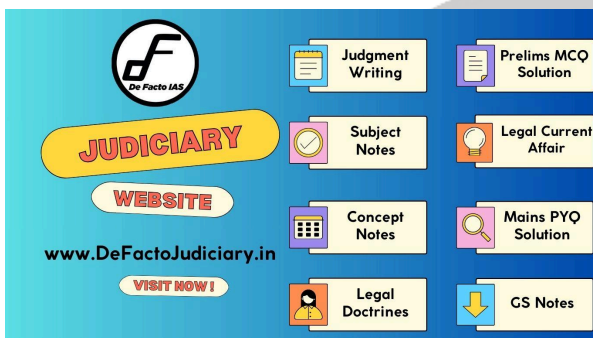 De Facto IAS
JUDICIARY
WEBSITE
www.DeFactoJudiciary.in
VISIT NOW !
Judgment
Writing
Prelims MCQ
Solution
Subject
Notes
Legal Current
Affair
Concept
Notes
Mains PYQ
Solution
Legal
Doctrines
GS Notes